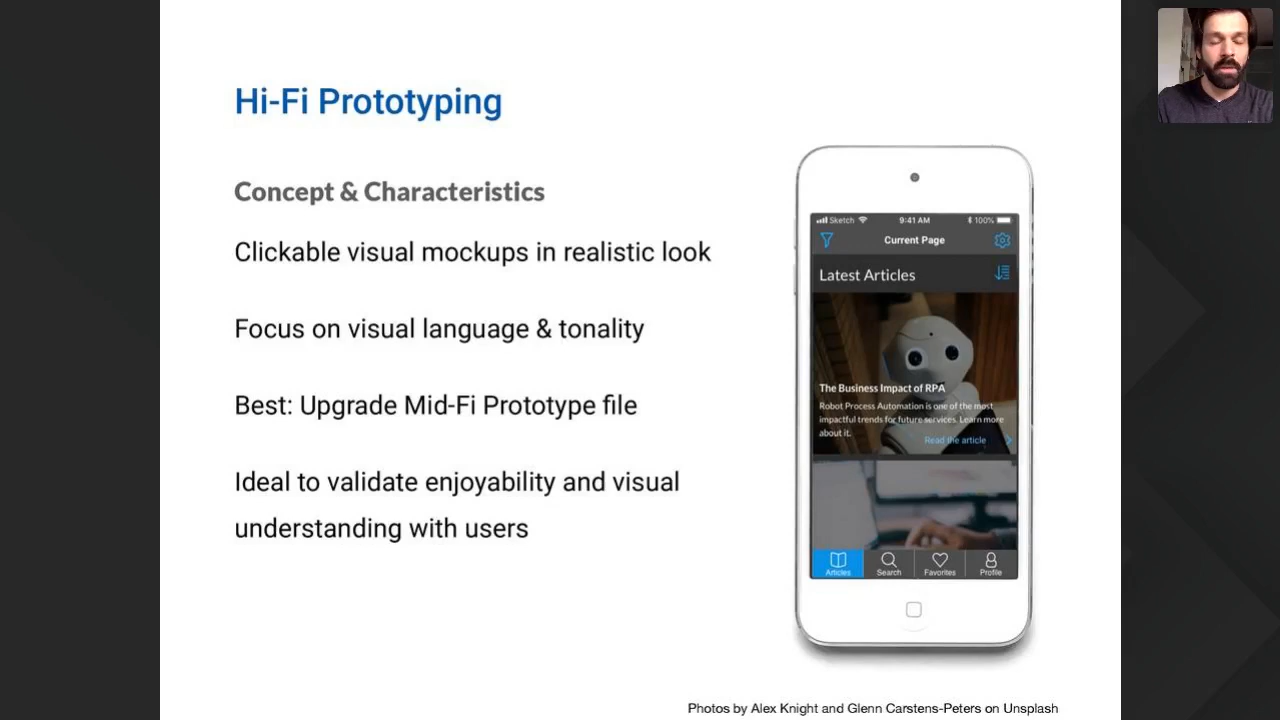 Hi-Fi Prototyping
Concept & Characteristics
Clickable visual mockups in realistic look
Focus on visual language & tonality
Best: Upgrade Mid-Fi Prototype file
Ideal to validate enjoyability and visual
understanding with users
Sketch 9:41 AM 100%
Current Page
Latest Articles
The Business Impact of RPA
Robot Process Automation is one of the most
impactful trends for future services. Learn more
about it.
Read the article
Articles Search Favorites Profile
Photos by Alex Knight and Glenn Carstens-Peters on Unsplash